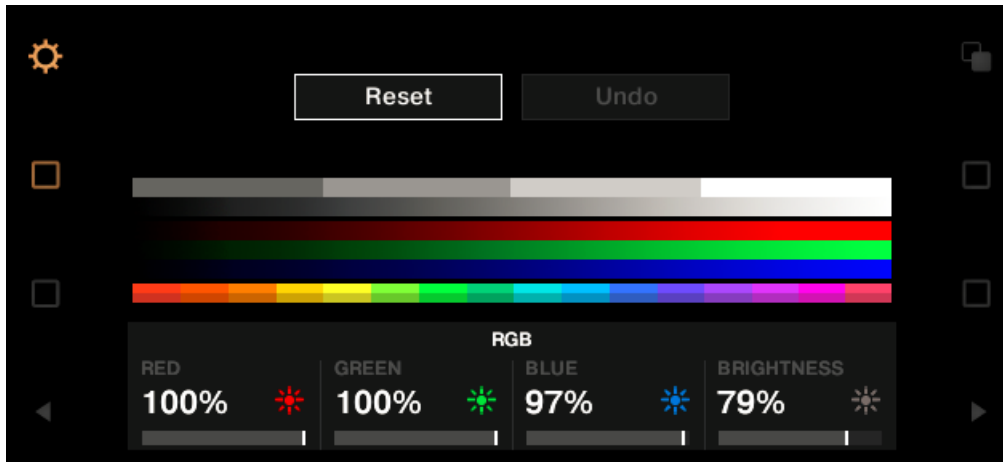 Reset Undo
RGB
RED GREEN BLUE BRIGHTNESS
100% 100% 97% 79%